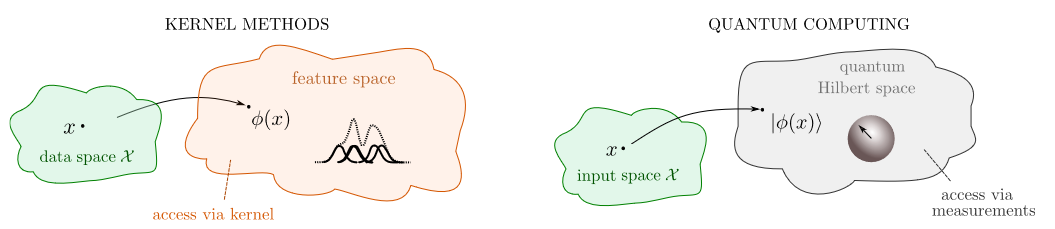 KERNEL METHODS
feature space
ϕ(x)
x
data space 𝒳
access via kernel
QUANTUM COMPUTING
quantum
Hilbert space
|ϕ(x)⟩
x
input space 𝒳
access via
measurements